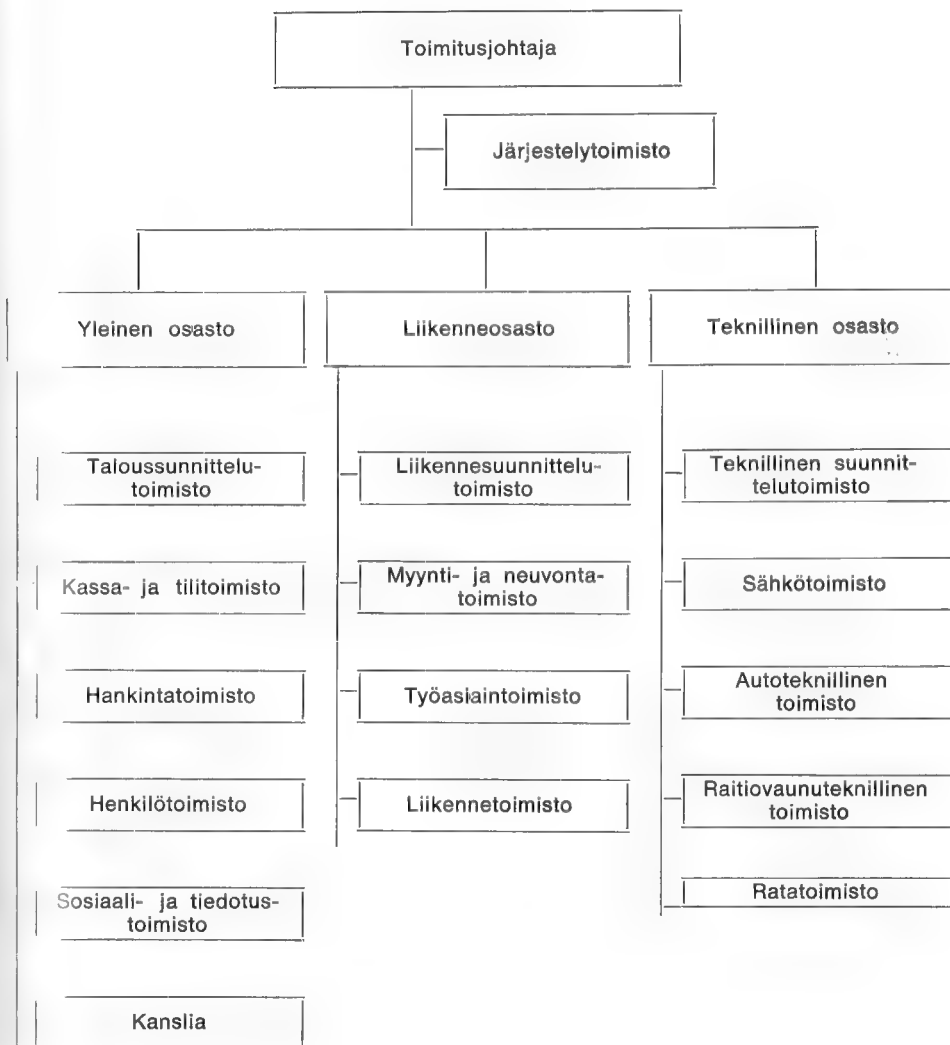 Toimitusjohtaja
Järjestelytoimisto
Yleinen osasto
Liikenneosasto
Teknillinen osasto
Taloussunnittelu-
toimisto
Kassa- ja tilitoimisto
Hankintatoimisto
Henkilötoimisto
Sosiaali- ja tiedotus-
toimisto
Kanslia
Liikennesuunnittelu-
toimisto
Myynti- ja neuvonta-
toimisto
Työasiaintoimisto
Liikennetoimisto
Teknillinen suunnit-
telutoimisto
Sähkötoimisto
Autoteknillinen
toimisto
Raitiovaunuteknillinen
toimisto
Ratatoimisto